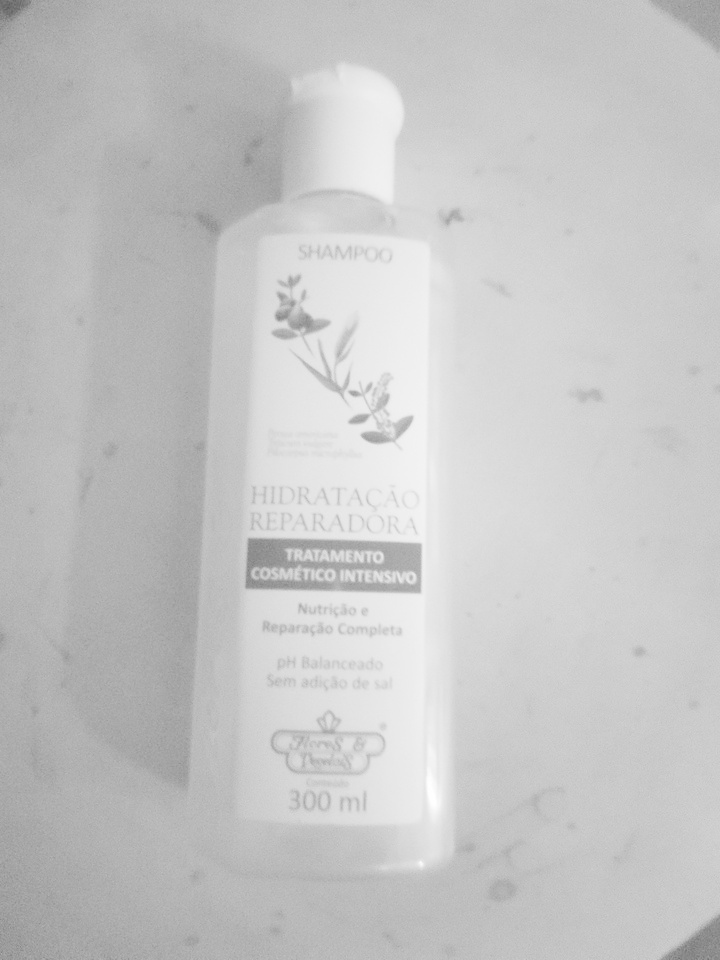 SHAMPOO
HIDRATAÇÃO
REPARADORA
TRATAMENTO
COSMÉTICO INTENSIVO
Nutrição e
Reparação Completa
pH Balanceado
Sem adição de sal
Flores &
Vegetais
Conteúdo
300 ml